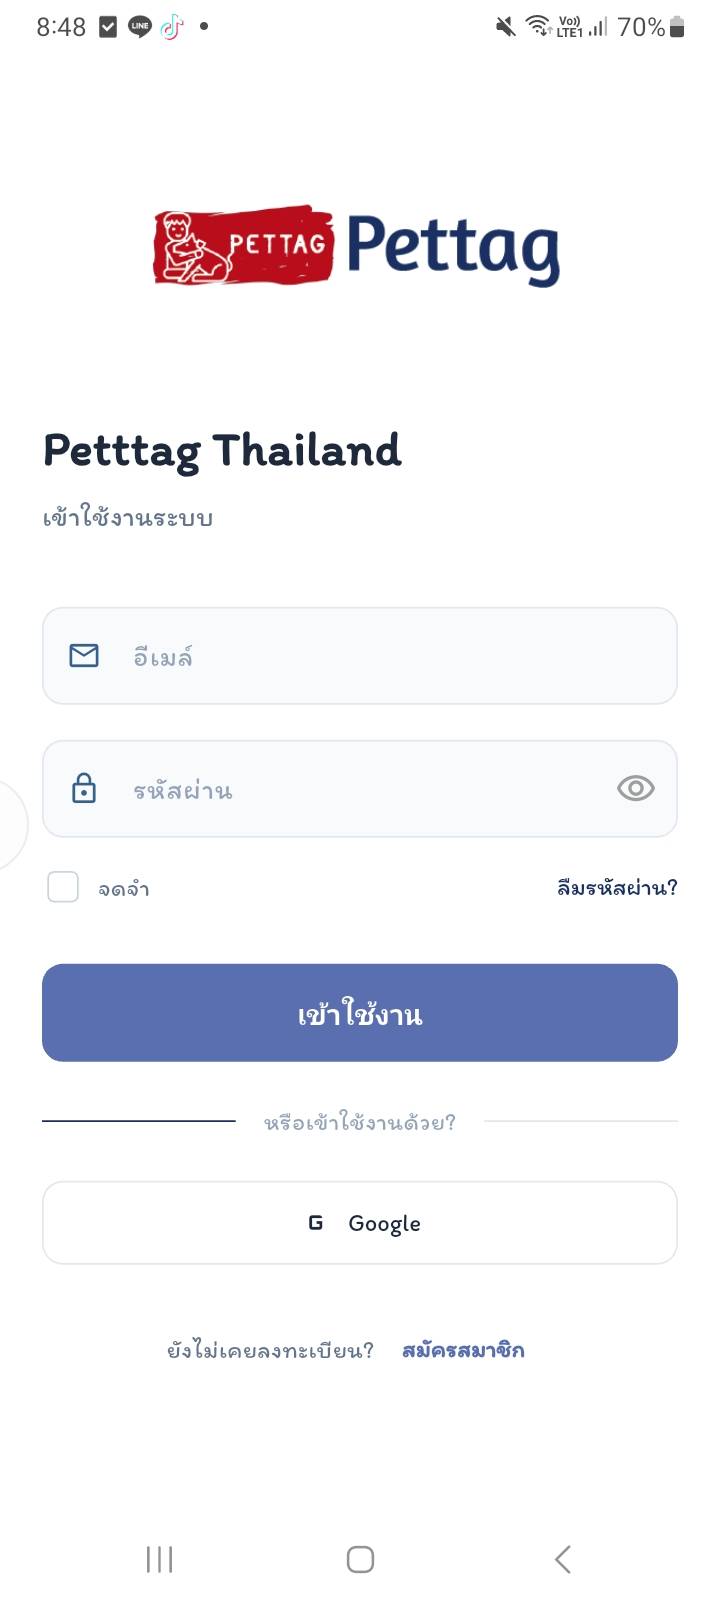 8:48 LINE Vo)) LTE1 70%
PETTAG Pettag
Petttag Thailand
เข้าใช้งานระบบ
อีเมล์
รหัสผ่าน
จดจำ ลืมรหัสผ่าน?
เข้าใช้งาน
หรือเข้าใช้งานด้วย?
G Google
ยังไม่เคยลงทะเบียน? สมัครสมาชิก